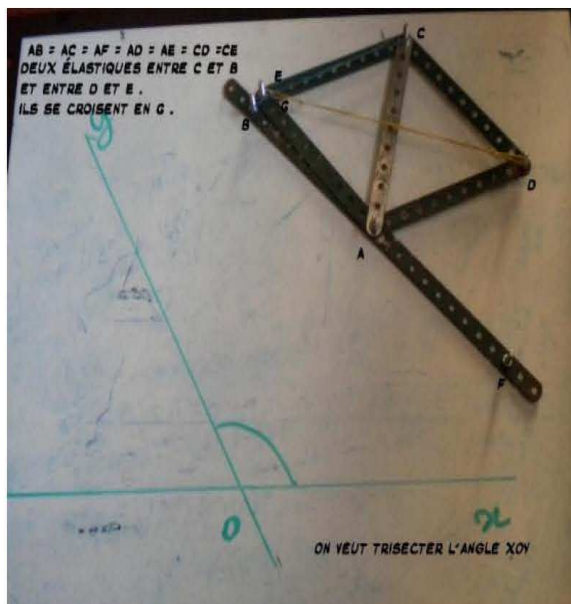 AB = AC = AF = AD = AE = CD =CE
DEUX ÉLASTIQUES ENTRE C ET B
ET ENTRE D ET E .
ILS SE CROISENT EN G .
C
E
G
B
y
D
A
F
O
x
ON VEUT TRISECTER L'ANGLE XOY